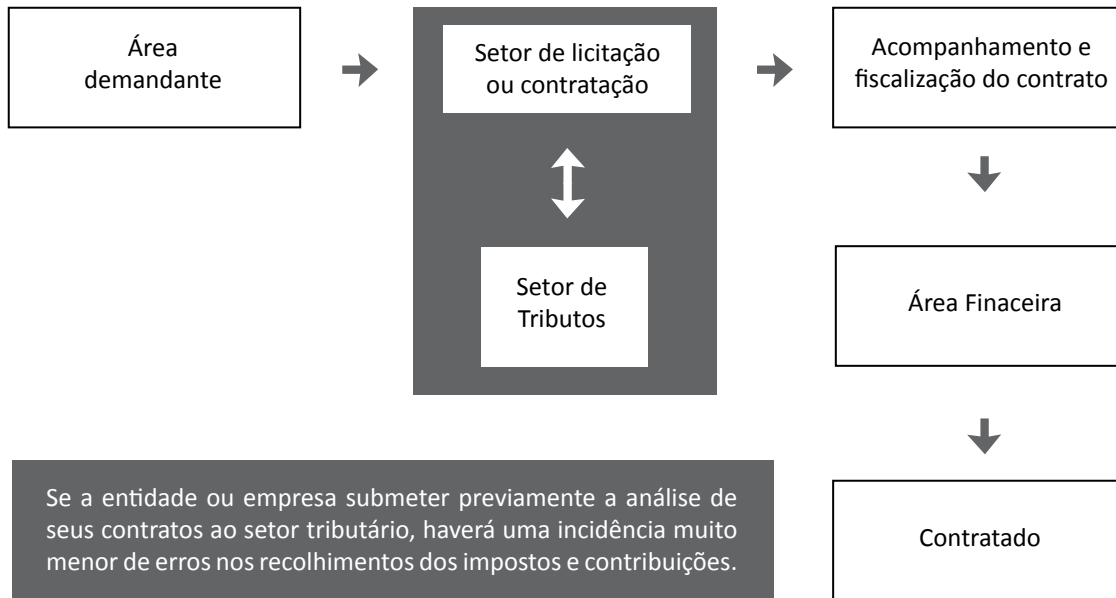 Área
demandante
Setor de licitação
ou contratação
Acompanhamento e
fiscalização do contrato
Setor de
Tributos
Área Finaceira
Se a entidade ou empresa submeter previamente a análise de
seus contratos ao setor tributário, haverá uma incidência muito
menor de erros nos recolhimentos dos impostos e contribuições.
Contratado